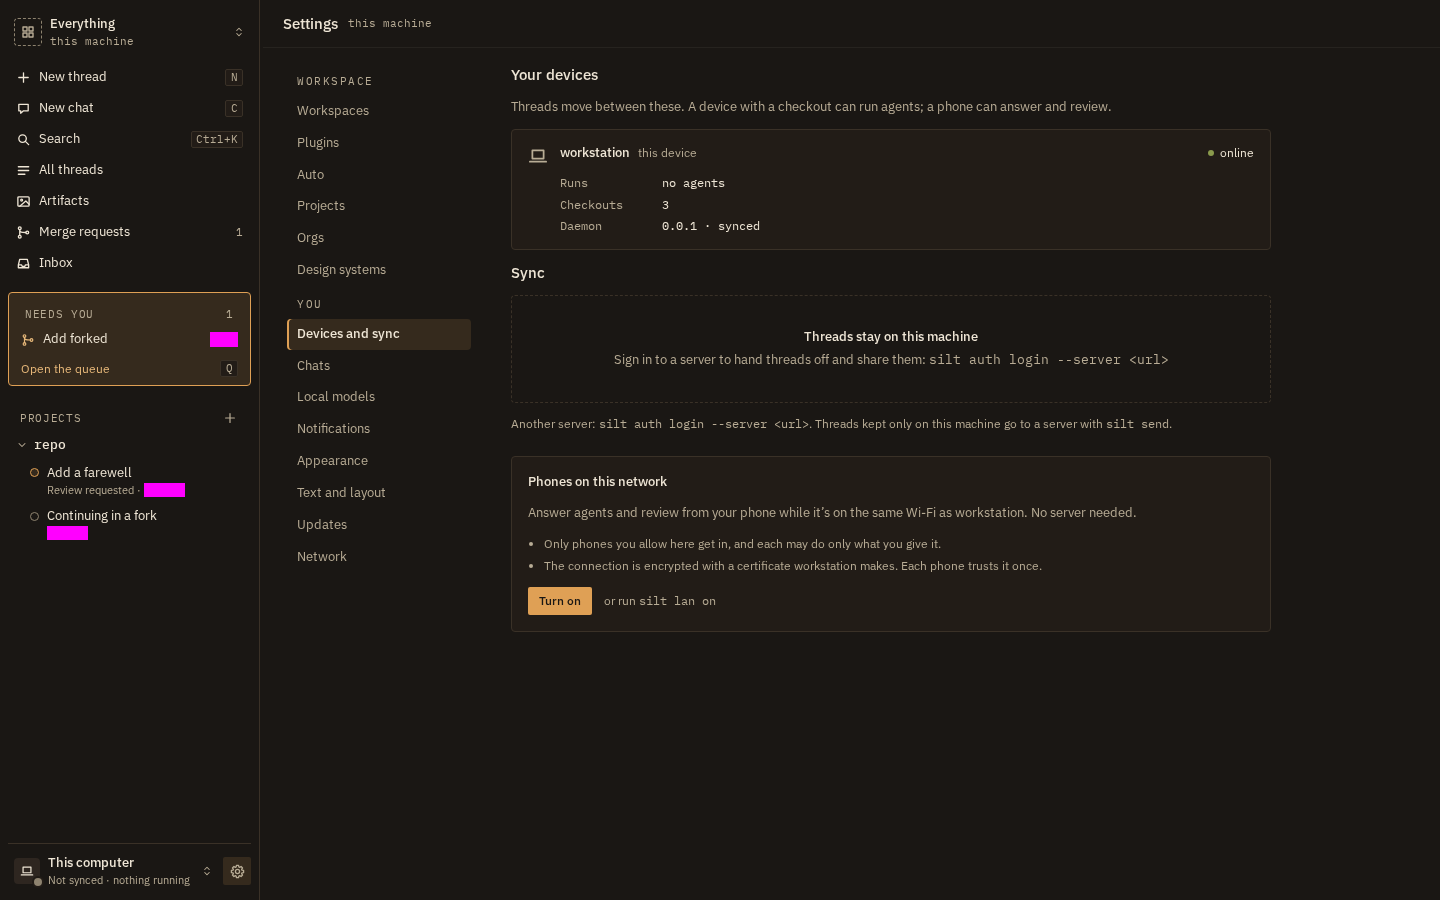 Everything
this machine
New thread N
New chat C
Search Ctrl+K
All threads
Artifacts
Merge requests 1
Inbox
NEEDS YOU 1
Add forked
Open the queue Q
PROJECTS
repo
Add a farewell
Review requested ·
Continuing in a fork
This computer
Not synced · nothing running
Settings this machine
WORKSPACE
Workspaces
Plugins
Auto
Projects
Orgs
Design systems
YOU
Devices and sync
Chats
Local models
Notifications
Appearance
Text and layout
Updates
Network
Your devices
Threads move between these. A device with a checkout can run agents; a phone can answer and review.
workstation this device online
Runs no agents
Checkouts 3
Daemon 0.0.1 · synced
Sync
Threads stay on this machine
Sign in to a server to hand threads off and share them: silt auth login --server <url>
Another server: silt auth login --server <url>. Threads kept only on this machine go to a server with silt send.
Phones on this network
Answer agents and review from your phone while it’s on the same Wi-Fi as workstation. No server needed.
• Only phones you allow here get in, and each may do only what you give it.
• The connection is encrypted with a certificate workstation makes. Each phone trusts it once.
Turn on or run silt lan on